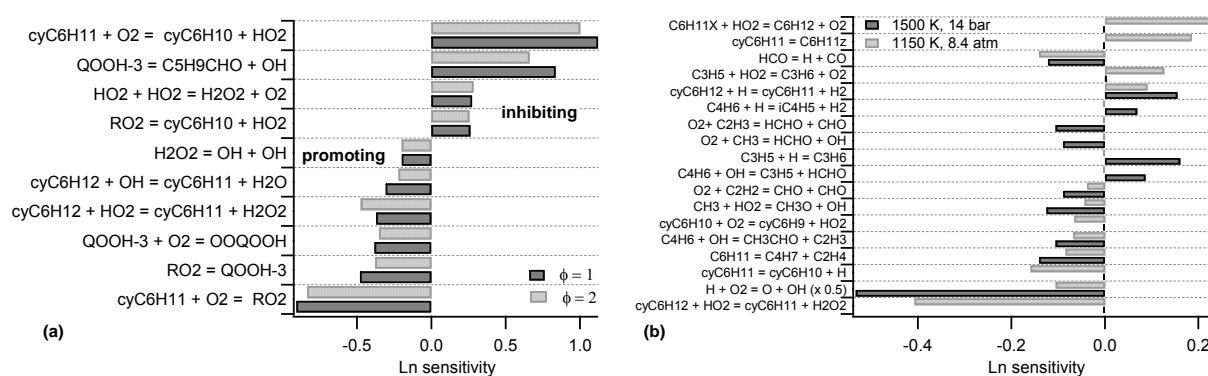 cyC6H11 + O2 =  cyC6H10 + HO2
QOOH-3 = C5H9CHO + OH
HO2 + HO2 = H2O2 + O2
RO2 = cyC6H10 + HO2
H2O2 = OH + OH
cyC6H12 + OH = cyC6H11 + H2O
cyC6H12 + HO2 = cyC6H11 + H2O2
QOOH-3 + O2 = OOQOOH
RO2 = QOOH-3
cyC6H11 + O2 =  RO2
inhibiting
promoting
ϕ = 1
ϕ = 2
(a)
-0.5
0.0
0.5
1.0
Ln sensitivity
C6H11X + HO2 = C6H12 + O2
cyC6H11 = C6H11z
HCO = H + CO
C3H5 + HO2 = C3H6 + O2
cyC6H12 + H = cyC6H11 + H2
C4H6 + H = iC4H5 + H2
O2+ C2H3 = HCHO + CHO
O2 + CH3 = HCHO + OH
C3H5 + H = C3H6
C4H6 + OH = C3H5 + HCHO
O2 + C2H2 = CHO + CHO
CH3 + HO2 = CH3O + OH
cyC6H10 + O2 = cyC6H9 + HO2
C4H6 + OH = CH3CHO + C2H3
C6H11 = C4H7 + C2H4
cyC6H11 = cyC6H10 + H
H + O2 = O + OH (x 0.5)
cyC6H12 + HO2 = cyC6H11 + H2O2
1500 K, 14 bar
1150 K, 8.4 atm
(b)
-0.4
-0.2
0.0
0.2
Ln sensitivity